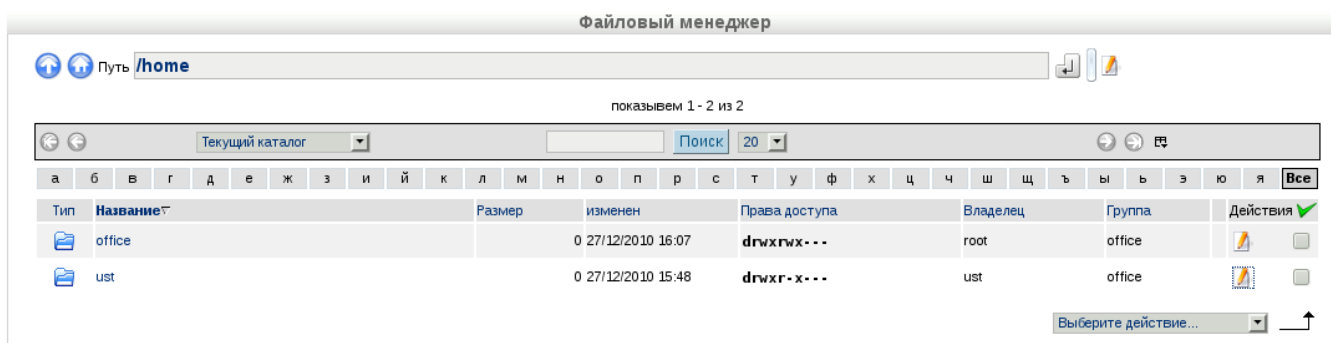 Файловый менеджер
Путь /home
показывем 1 - 2 из 2
Текущий каталог Поиск 20
а б в г д е ж з и й к л м н о п р с т у ф х ц ч ш щ ъ ы ь э ю я Все
Тип Название Размер изменен Права доступа Владелец Группа Действия
office 0 27/12/2010 16:07 drwxrwx--- root office
ust 0 27/12/2010 15:48 drwxr-x--- ust office
Выберите действие...